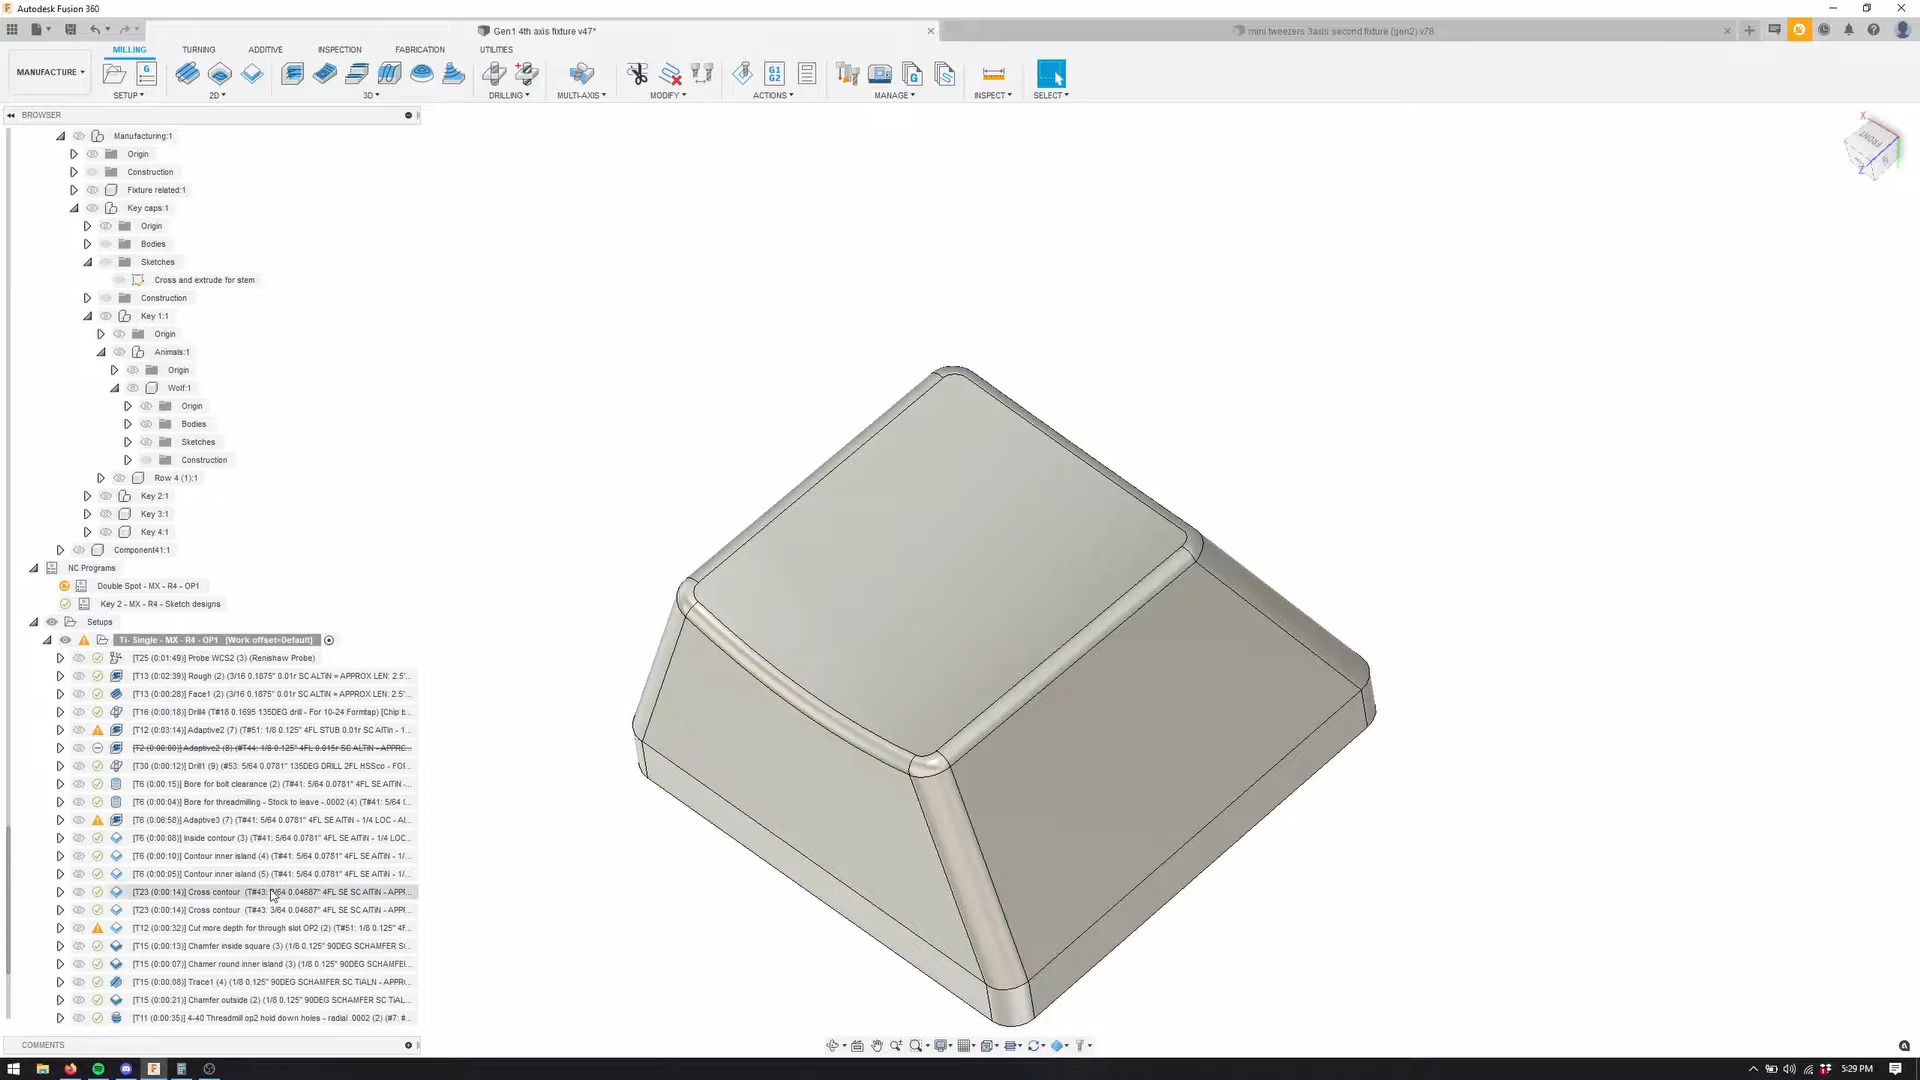 Autodesk Fusion 360
Gen1 4th axis fixture v47*
mini tweezers 3axis second fixture (gen2) v78
MILLING TURNING ADDITIVE INSPECTION FABRICATION UTILITIES
MANUFACTURE
G1
G2
SETUP 2D 3D DRILLING MULTI-AXIS MODIFY ACTIONS MANAGE INSPECT SELECT
BROWSER
Manufacturing:1
Origin
Construction
Fixture related:1
Key caps:1
Origin
Bodies
Sketches
Cross and extrude for stem
Construction
Key 1:1
Origin
Animals:1
Origin
Wolf:1
Origin
Bodies
Sketches
Construction
Row 4 (1):1
Key 2:1
Key 3:1
Key 4:1
Component41:1
NC Programs
Double Spot - MX - R4 - OP1
Key 2 - MX - R4 - Sketch designs
Setups
Ti- Single - MX - R4 - OP1 [Work offset=Default]
[T25 (0:01:49)] Probe WCS2 (3) (Renishaw Probe)
[T13 (0:02:39)] Rough (2) (3/16 0.1875" 0.01r SC ALTiN = APPROX LEN: 2.5"...
[T13 (0:00:28)] Face1 (2) (3/16 0.1875" 0.01r SC ALTiN = APPROX LEN: 2.5"...
[T16 (0:00:18)] Drill4 (T#18 0.1695 135DEG drill - For 10-24 Formtap) [Chip b...
[T12 (0:03:14)] Adaptive2 (7) (T#51: 1/8 0.125" 4FL STUB 0.01r SC AlTin - 1...
[T2 (0:00:00)] Adaptive2 (8) (#T44: 1/8 0.125" 4FL 0.015r SC ALTiN - APPRO...
[T30 (0:00:12)] Drill1 (9) (#53: 5/64 0.0781" 135DEG DRILL 2FL HSSco - FOR...
[T6 (0:00:15)] Bore for bolt clearance (2) (T#41: 5/64 0.0781" 4FL SE AlTiN -...
[T6 (0:00:04)] Bore for threadmilling - Stock to leave -.0002 (4) (T#41: 5/64 0...
[T6 (0:06:58)] Adaptive3 (7) (T#41: 5/64 0.0781" 4FL SE AlTiN - 1/4 LOC - Al...
[T6 (0:00:08)] Inside contour (3) (T#41: 5/64 0.0781" 4FL SE AlTiN - 1/4 LOC...
[T6 (0:00:10)] Contour inner island (4) (T#41: 5/64 0.0781" 4FL SE AlTiN - 1/...
[T6 (0:00:05)] Contour inner island (5) (T#41: 5/64 0.0781" 4FL SE AlTiN - 1/...
[T23 (0:00:14)] Cross contour (T#43: 3/64 0.04687" 4FL SE SC AlTiN - APPR...
[T23 (0:00:14)] Cross contour (T#43: 3/64 0.04687" 4FL SE SC AlTiN - APPR...
[T12 (0:00:32)] Cut more depth for through slot OP2 (2) (T#51: 1/8 0.125" 4F...
[T15 (0:00:13)] Chamfer inside square (3) (1/8 0.125" 90DEG SCHAMFER SC...
[T15 (0:00:07)] Chamer round inner island (3) (1/8 0.125" 90DEG SCHAMFE...
[T15 (0:00:08)] Trace1 (4) (1/8 0.125" 90DEG SCHAMFER SC TiALN - APPR...
[T15 (0:00:21)] Chamfer outside (2) (1/8 0.125" 90DEG SCHAMFER SC TiAL...
[T11 (0:00:35)] 4-40 Threadmill op2 hold down holes - radial .0002 (2) (#7: #...
COMMENTS
X
FRONT
Z
5:29 PM